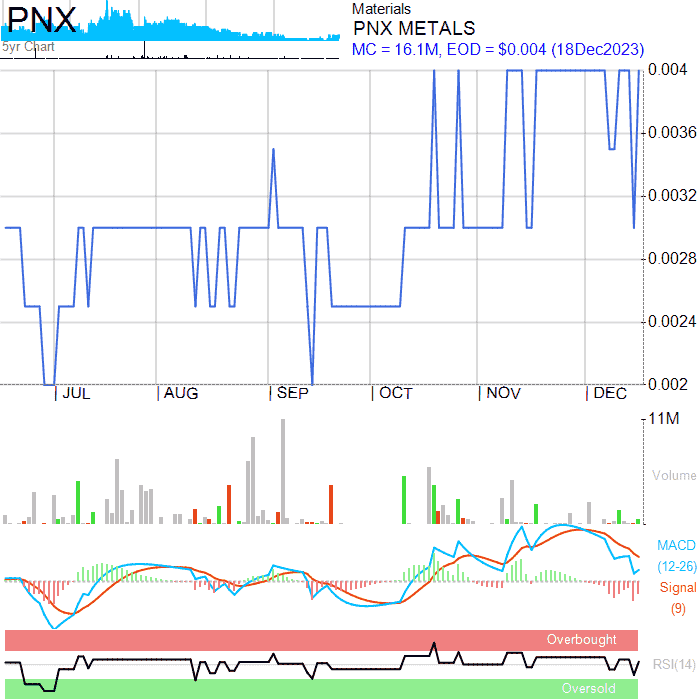 PNX
5yr Chart
Materials
PNX METALS
MC = 16.1M, EOD = $0.004 (18Dec2023)
0.004
0.0036
0.0032
0.0028
0.0024
0.002
JUL
AUG
SEP
OCT
NOV
DEC
11M
Volume
MACD
(12-26)
Signal
(9)
Overbought
RSI(14)
Oversold